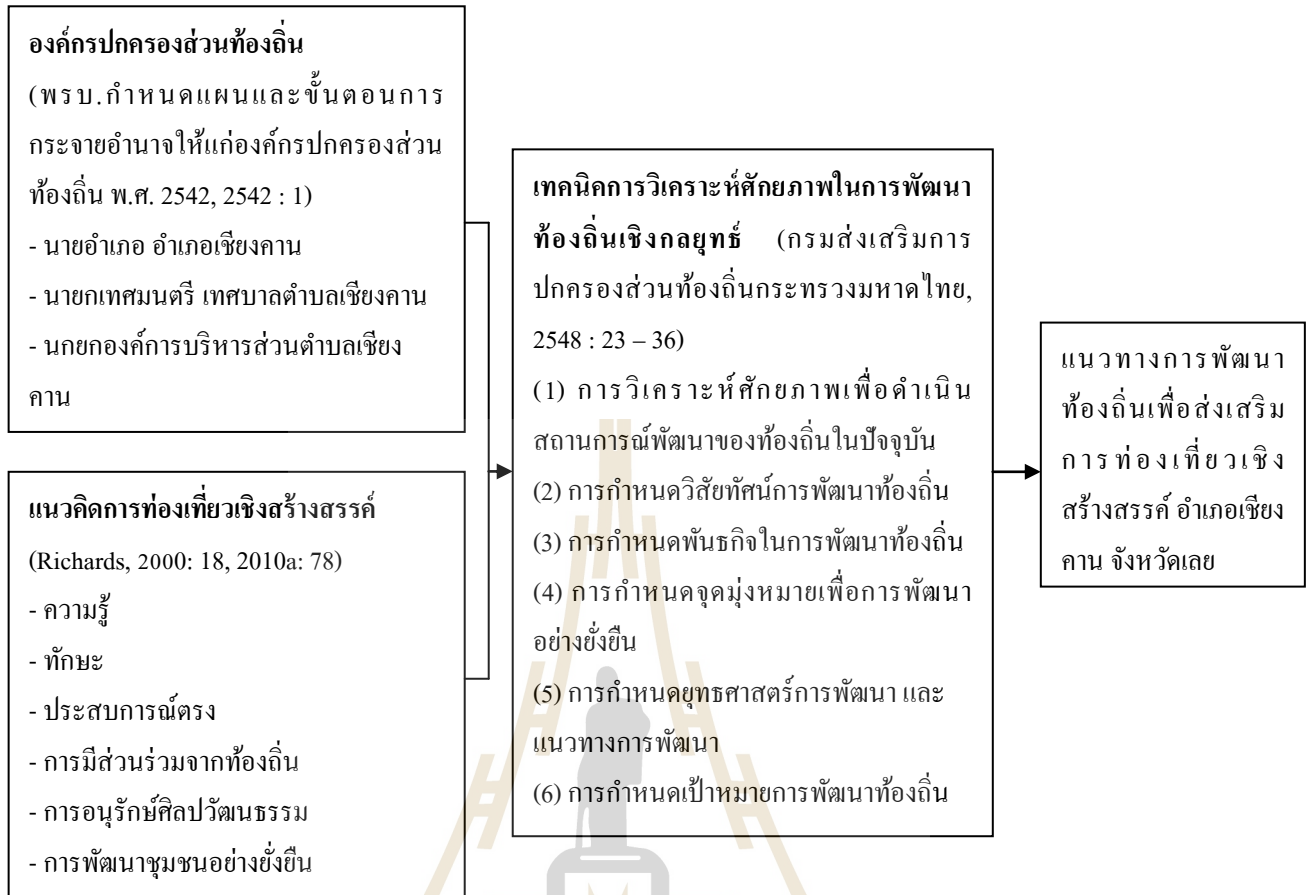 องค์กรปกครองส่วนท้องถิ่น
(พรบ.กำหนดแผนและขั้นตอนการ
กระจายอำนาจให้แก่องค์กรปกครองส่วน
ท้องถิ่น พ.ศ. 2542, 2542 : 1)
- นายอำเภอ อำเภอเชียงคาน
- นายกเทศมนตรี เทศบาลตำบลเชียงคาน
- นกยกองค์การบริหารส่วนตำบลเชียง
คาน
แนวคิดการท่องเที่ยวเชิงสร้างสรรค์
(Richards, 2000: 18, 2010a: 78)
- ความรู้
- ทักษะ
- ประสบการณ์ตรง
- การมีส่วนร่วมจากท้องถิ่น
- การอนุรักษ์ศิลปวัฒนธรรม
- การพัฒนาชุมชนอย่างยั่งยืน
เทคนิคการวิเคราะห์ศักยภาพในการพัฒนา
ท้องถิ่นเชิงกลยุทธ์ (กรมส่งเสริมการ
ปกครองส่วนท้องถิ่นกระทรวงมหาดไทย,
2548 : 23 – 36)
(1) การวิเคราะห์ศักยภาพเพื่อดำเนิน
สถานการณ์พัฒนาของท้องถิ่นในปัจจุบัน
(2) การกำหนดวิสัยทัศน์การพัฒนาท้องถิ่น
(3) การกำหนดพันธกิจในการพัฒนาท้องถิ่น
(4) การกำหนดจุดมุ่งหมายเพื่อการพัฒนา
อย่างยั่งยืน
(5) การกำหนดยุทธศาสตร์การพัฒนา และ
แนวทางการพัฒนา
(6) การกำหนดเป้าหมายการพัฒนาท้องถิ่น
แนวทางการพัฒนา
ท้องถิ่นเพื่อส่งเสริม
การท่องเที่ยวเชิง
สร้างสรรค์ อำเภอเชียง
คาน จังหวัดเลย